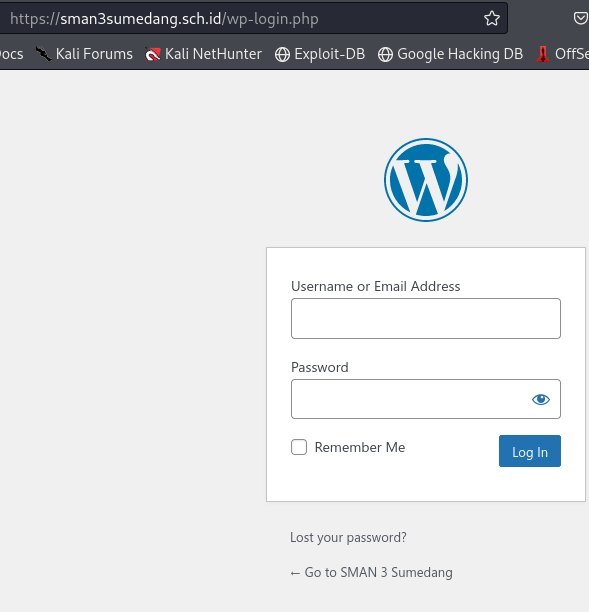 https://sman3sumedang.sch.id/wp-login.php
Docs Kali Forums Kali NetHunter Exploit-DB Google Hacking DB OffSe
Username or Email Address
Password
Remember Me
Log In
Lost your password?
← Go to SMAN 3 Sumedang